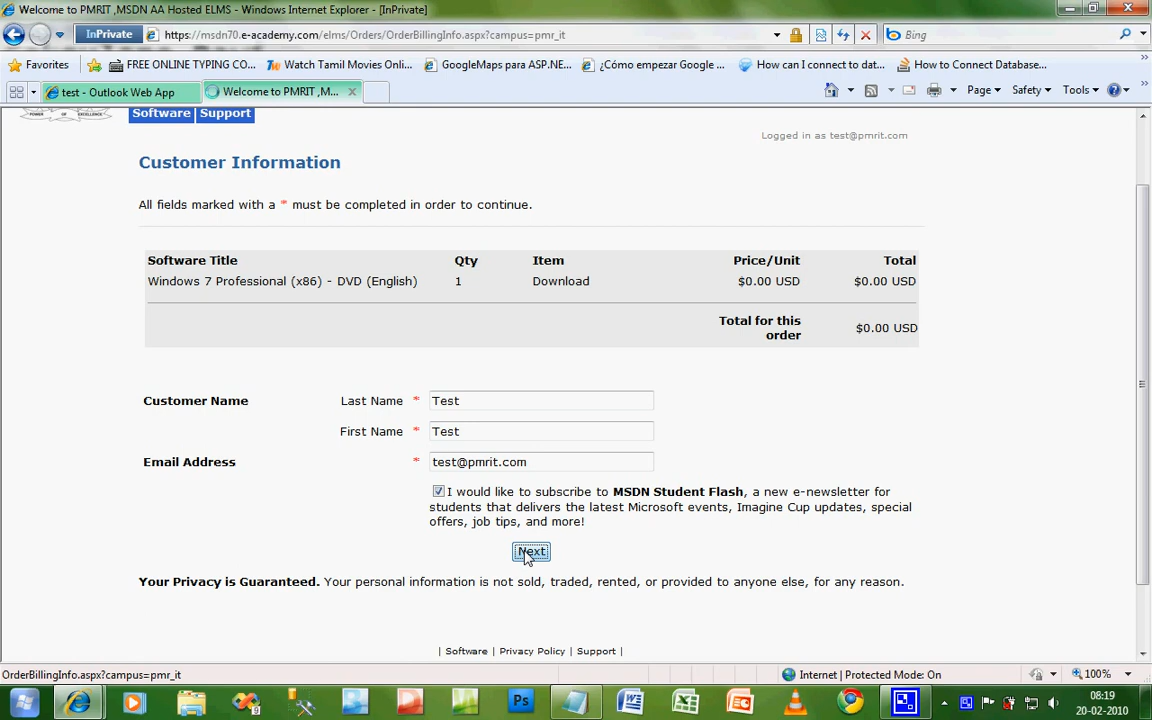 Welcome to PMRIT ,MSDN AA Hosted ELMS - Windows Internet Explorer - [InPrivate]
InPrivate https://msdn70.e-academy.com/elms/Orders/OrderBillingInfo.aspx?campus=pmr_it Bing
Favorites FREE ONLINE TYPING CO... Watch Tamil Movies Onli... GoogleMaps para ASP.NE... ¿Cómo empezar Google ... How can I connect to dat... How to Connect Database...
test - Outlook Web App Welcome to PMRIT ,M... Page Safety Tools
POWER OF EXCELLENCE Software Support
Logged in as test@pmrit.com
Customer Information
All fields marked with a * must be completed in order to continue.
Software Title Qty Item Price/Unit Total
Windows 7 Professional (x86) - DVD (English) 1 Download $0.00 USD $0.00 USD
Total for this order $0.00 USD
Customer Name Last Name * Test
First Name * Test
Email Address * test@pmrit.com
I would like to subscribe to MSDN Student Flash, a new e-newsletter for
students that delivers the latest Microsoft events, Imagine Cup updates, special
offers, job tips, and more!
Next
Your Privacy is Guaranteed. Your personal information is not sold, traded, rented, or provided to anyone else, for any reason.
| Software | Privacy Policy | Support |
OrderBillingInfo.aspx?campus=pmr_it Internet | Protected Mode: On 100%
Ps 08:19
20-02-2010